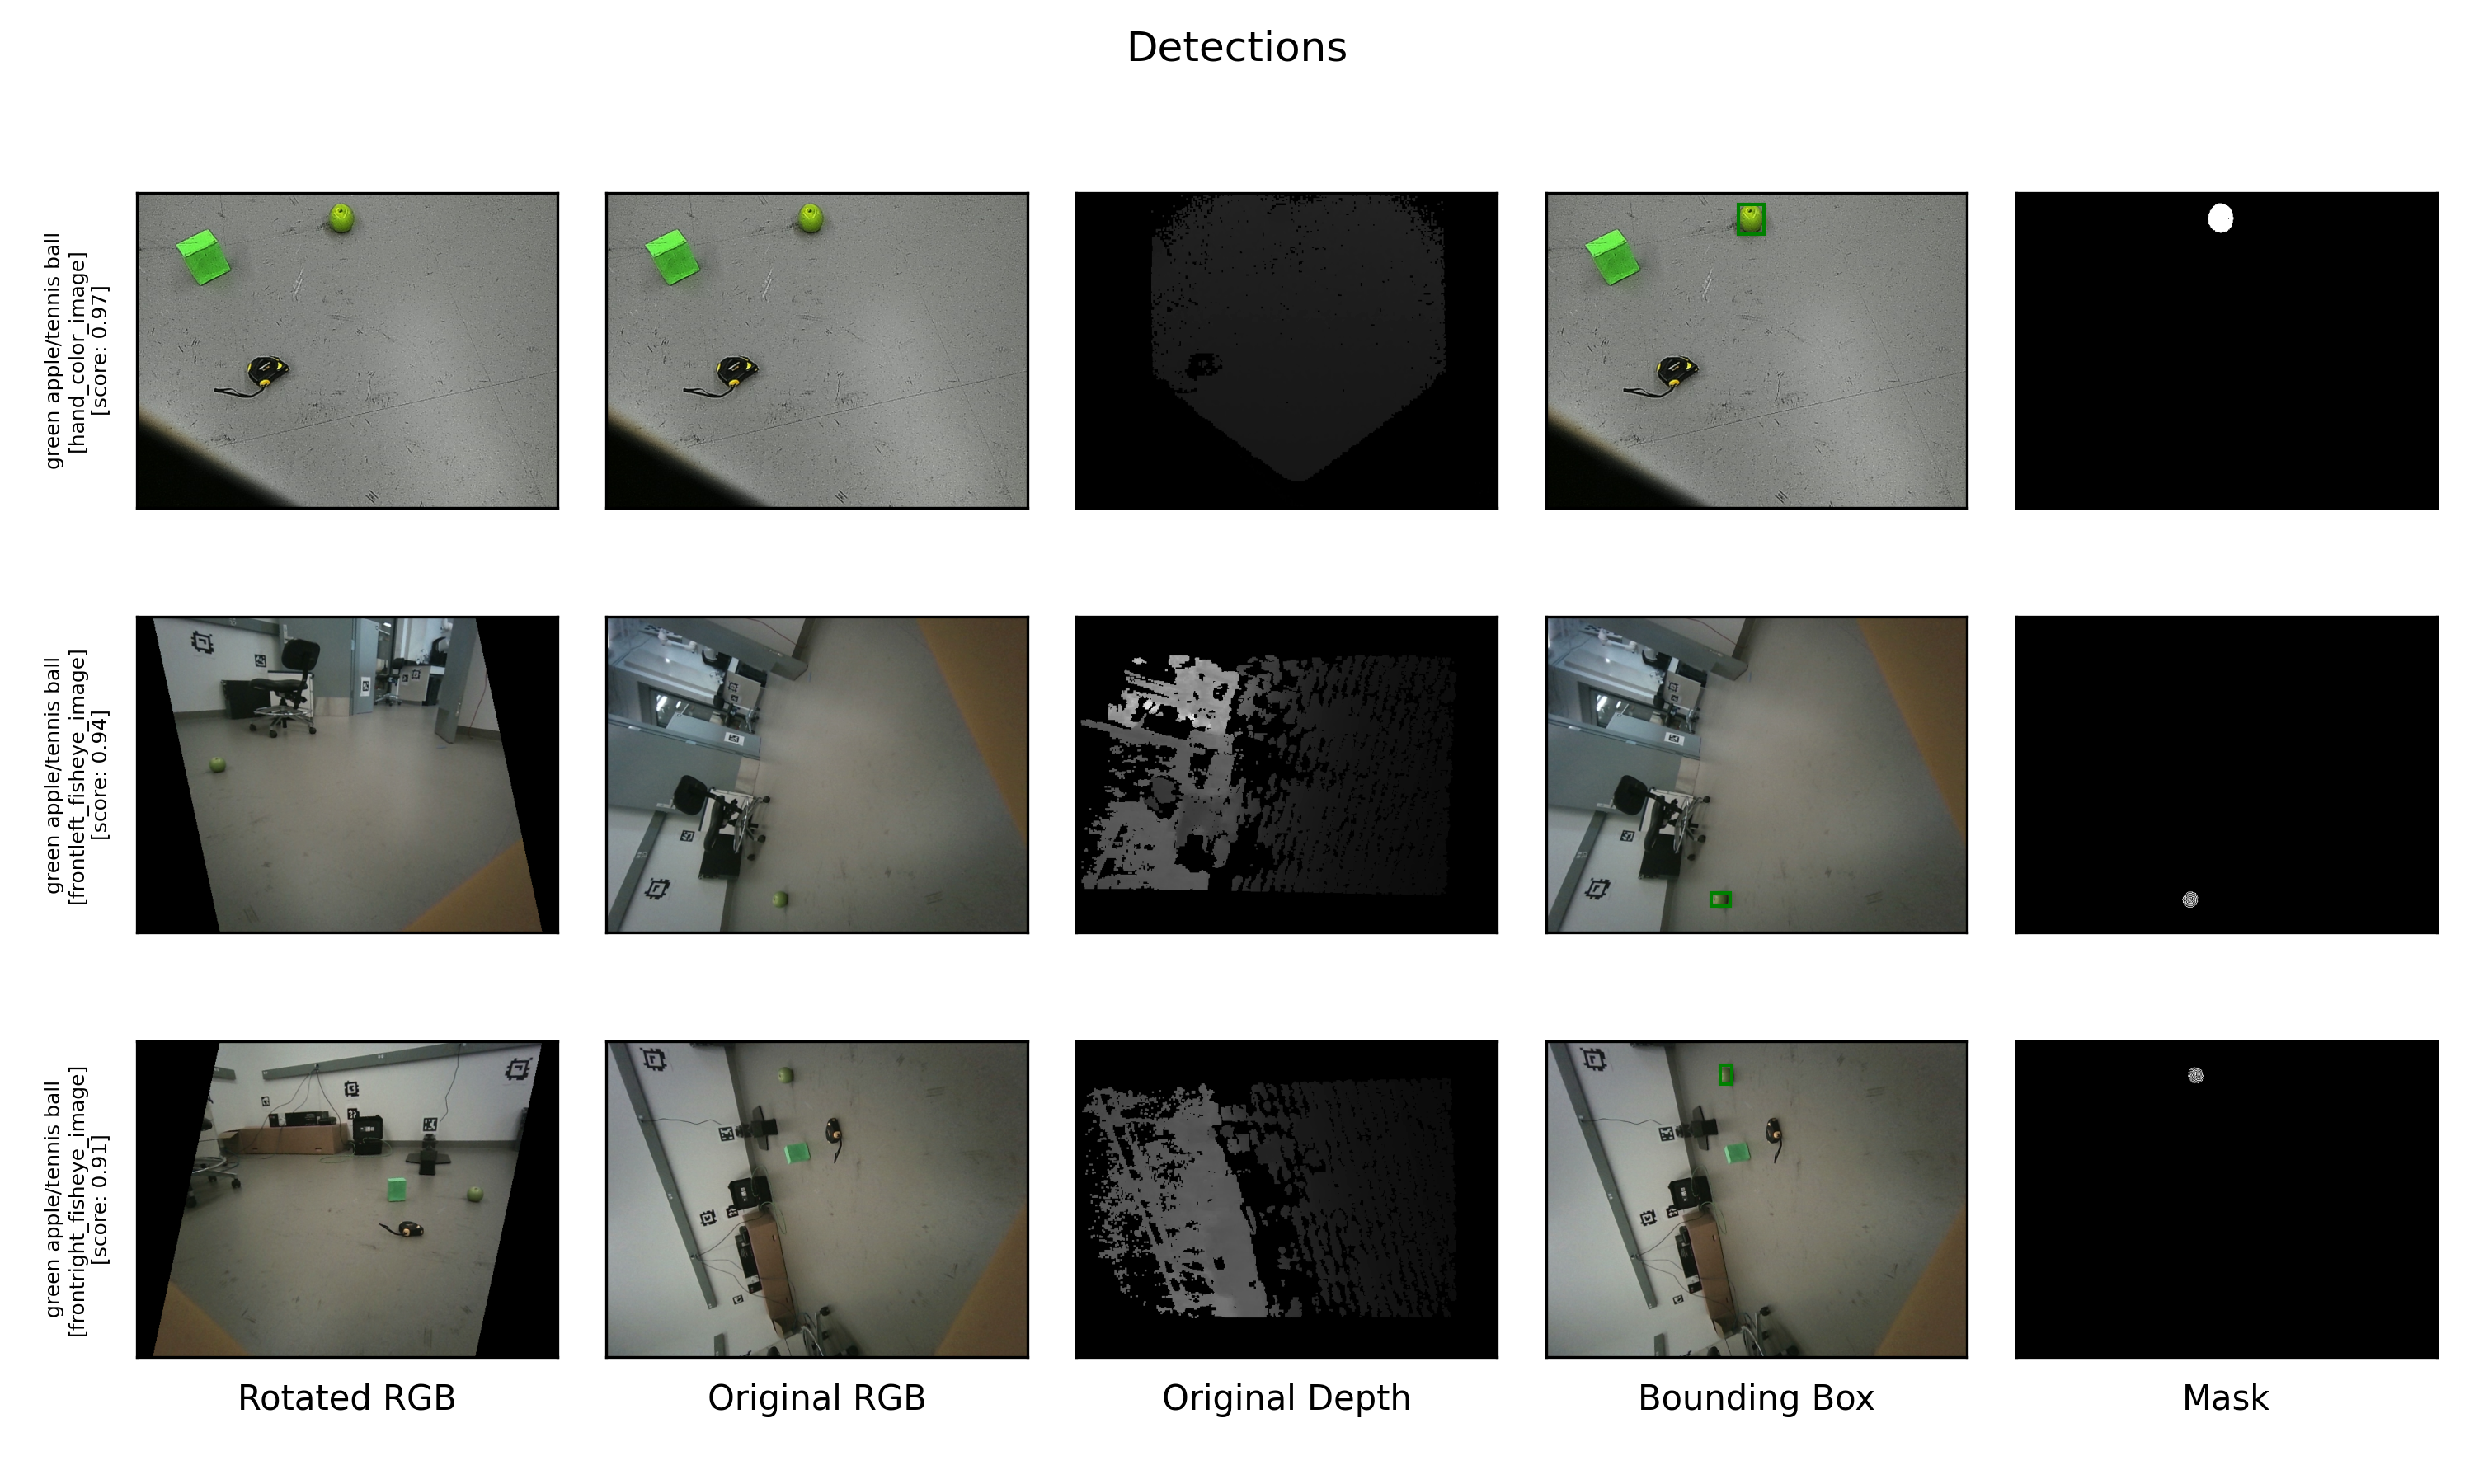 Detections
green apple/tennis ball
[hand_color_image]
[score: 0.97]
green apple/tennis ball
[frontleft_fisheye_image]
[score: 0.94]
green apple/tennis ball
[frontright_fisheye_image]
[score: 0.91]
Rotated RGB
Original RGB
Original Depth
Bounding Box
Mask